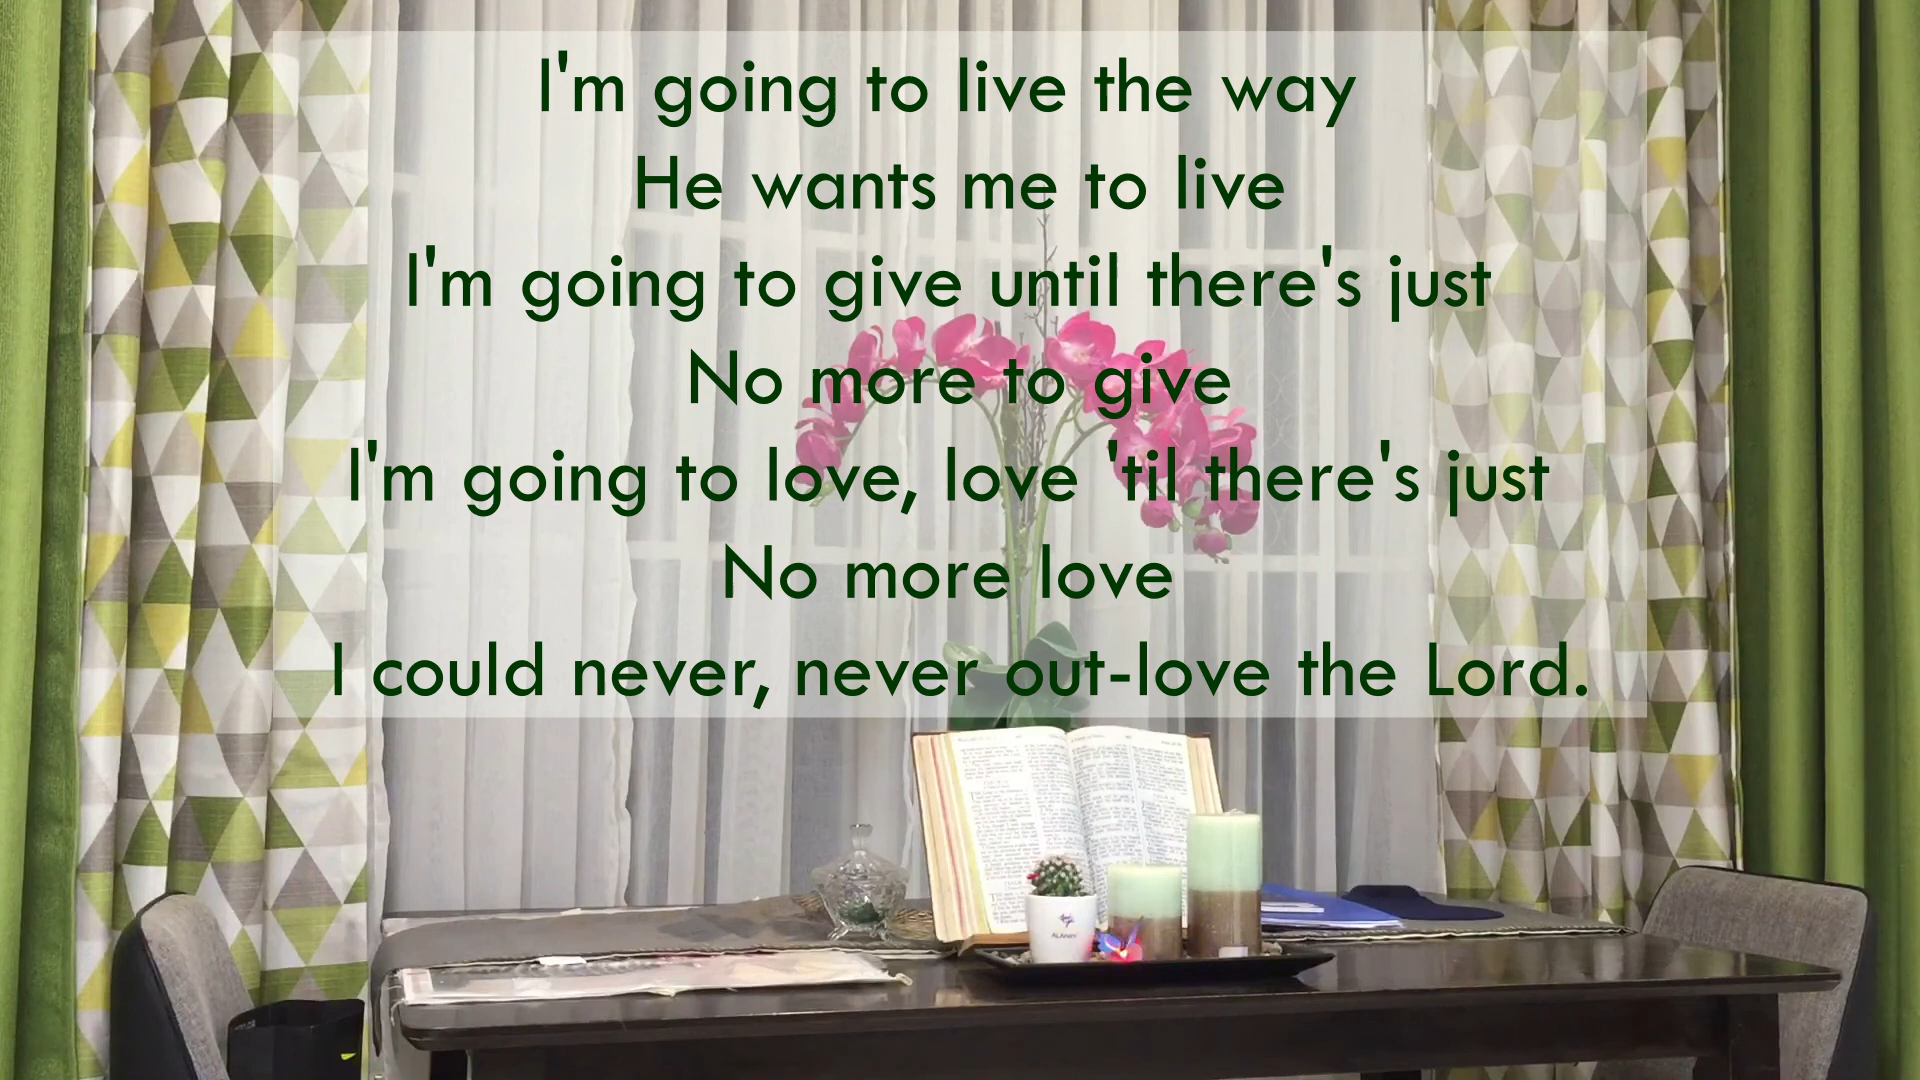 I'm going to live the way
He wants me to live
I'm going to give until there's just
No more to give
I'm going to love, love 'til there's just
No more love
I could never, never out-love the Lord.